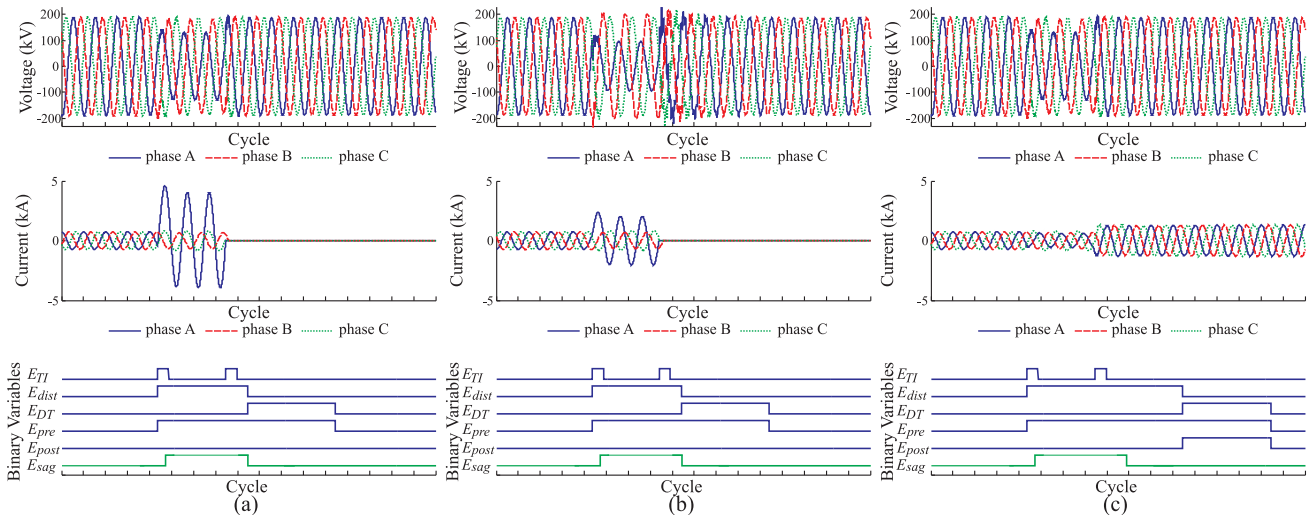 Voltage (kV)
200
100
0
-100
-200
Cycle
phase A phase B phase C
Current (kA)
5
0
-5
Cycle
phase A phase B phase C
Binary Variables
E_TI
E_dist
E_DT
E_pre
E_post
E_sag
Cycle
(a)
Voltage (kV)
200
100
0
-100
-200
Cycle
phase A phase B phase C
Current (kA)
5
0
-5
Cycle
phase A phase B phase C
Binary Variables
E_TI
E_dist
E_DT
E_pre
E_post
E_sag
Cycle
(b)
Voltage (kV)
200
100
0
-100
-200
Cycle
phase A phase B phase C
Current (kA)
5
0
-5
Cycle
phase A phase B phase C
Binary Variables
E_TI
E_dist
E_DT
E_pre
E_post
E_sag
Cycle
(c)